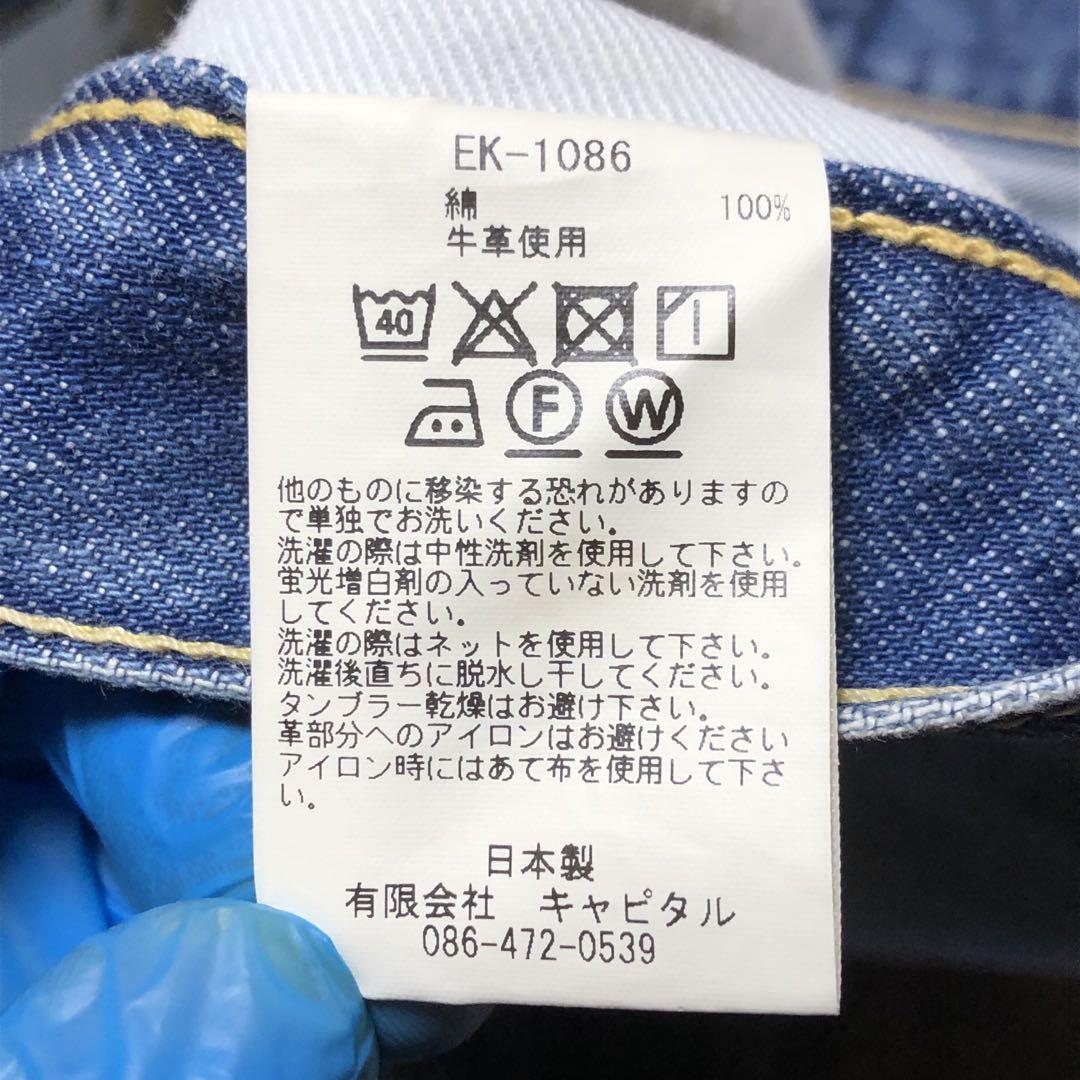 EK-1086
綿 100%
牛革使用
40
F W
他のものに移染する恐れがありますの
で単独でお洗いください。
洗濯の際は中性洗剤を使用して下さい。
蛍光増白剤の入っていない洗剤を使用
してください。
洗濯の際はネットを使用して下さい。
洗濯後直ちに脱水し干してください。
タンブラー乾燥はお避け下さい。
革部分へのアイロンはお避けください
アイロン時にはあて布を使用して下さ
い。
日本製
有限会社 キャピタル
086-472-0539